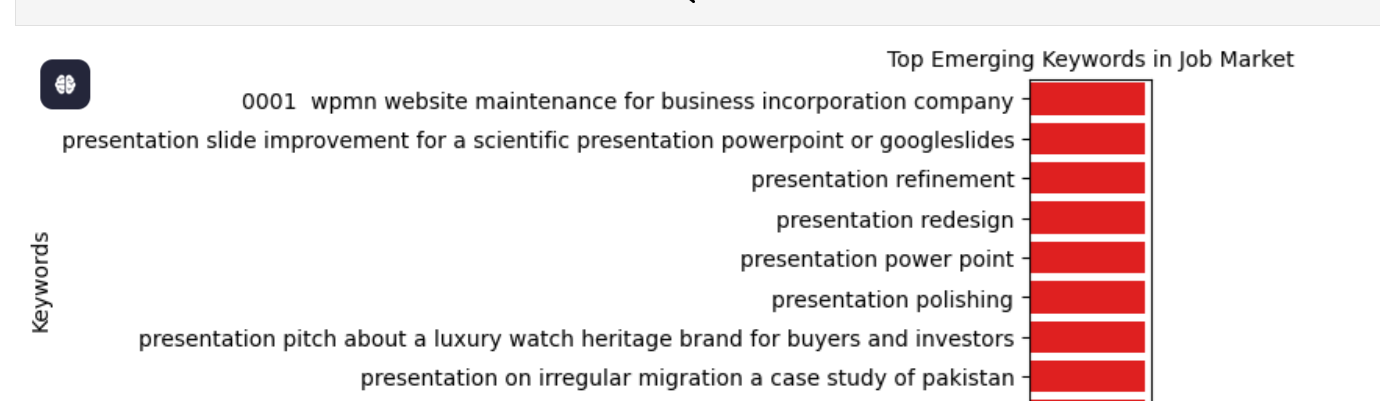 Top Emerging Keywords in Job Market
0001  wpmn website maintenance for business incorporation company
presentation slide improvement for a scientific presentation powerpoint or googleslides
presentation refinement
presentation redesign
presentation power point
presentation polishing
presentation pitch about a luxury watch heritage brand for buyers and investors
presentation on irregular migration a case study of pakistan
Keywords